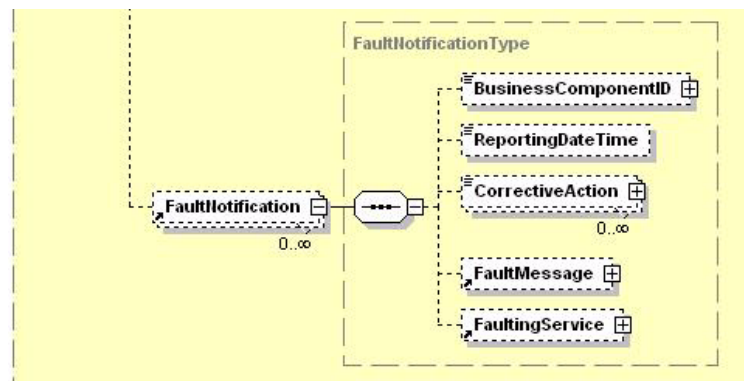 FaultNotificationType
BusinessComponentID
ReportingDateTime
CorrectiveAction
0..∞
FaultNotification
0..∞
FaultMessage
FaultingService